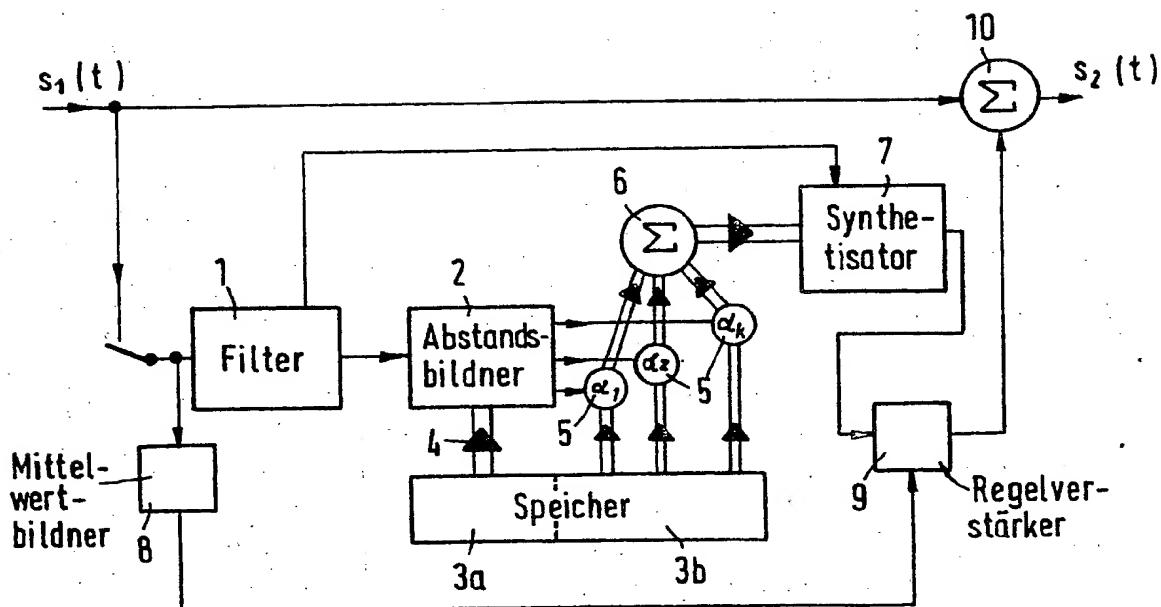 10
s₁(t)
Σ
s₂(t)
7
6
Synthe-
tisator
Σ
1
2
Filter
Abstands-
bildner
αk
α2
5
α1
5
4
Mittel-
wert-
bildner
8
Speicher
9
Regelver-
stärker
3a
3b